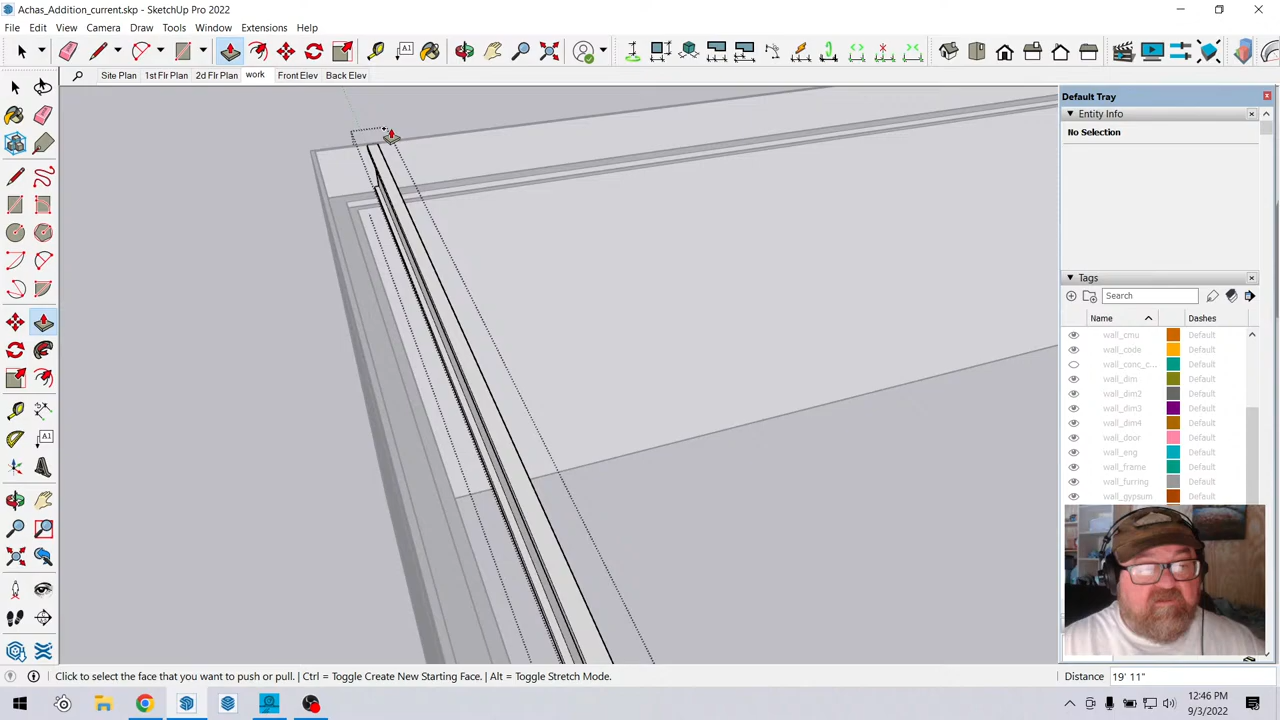 Achas_Addition_current.skp - SketchUp Pro 2022
File Edit View Camera Draw Tools Window Extensions Help
Site Plan 1st Flr Plan 2d Flr Plan work Front Elev Back Elev
Default Tray
Entity Info
No Selection
Tags
Search
Name Dashes
wall_cmu Default
wall_code Default
wall_conc_c... Default
wall_dim Default
wall_dim2 Default
wall_dim3 Default
wall_dim4 Default
wall_door Default
wall_eng Default
wall_frame Default
wall_furring Default
wall_gypsum Default
Click to select the face that you want to push or pull. | Ctrl = Toggle Create New Starting Face. | Alt = Toggle Stretch Mode.
Distance 19' 11"
12:46 PM
9/3/2022